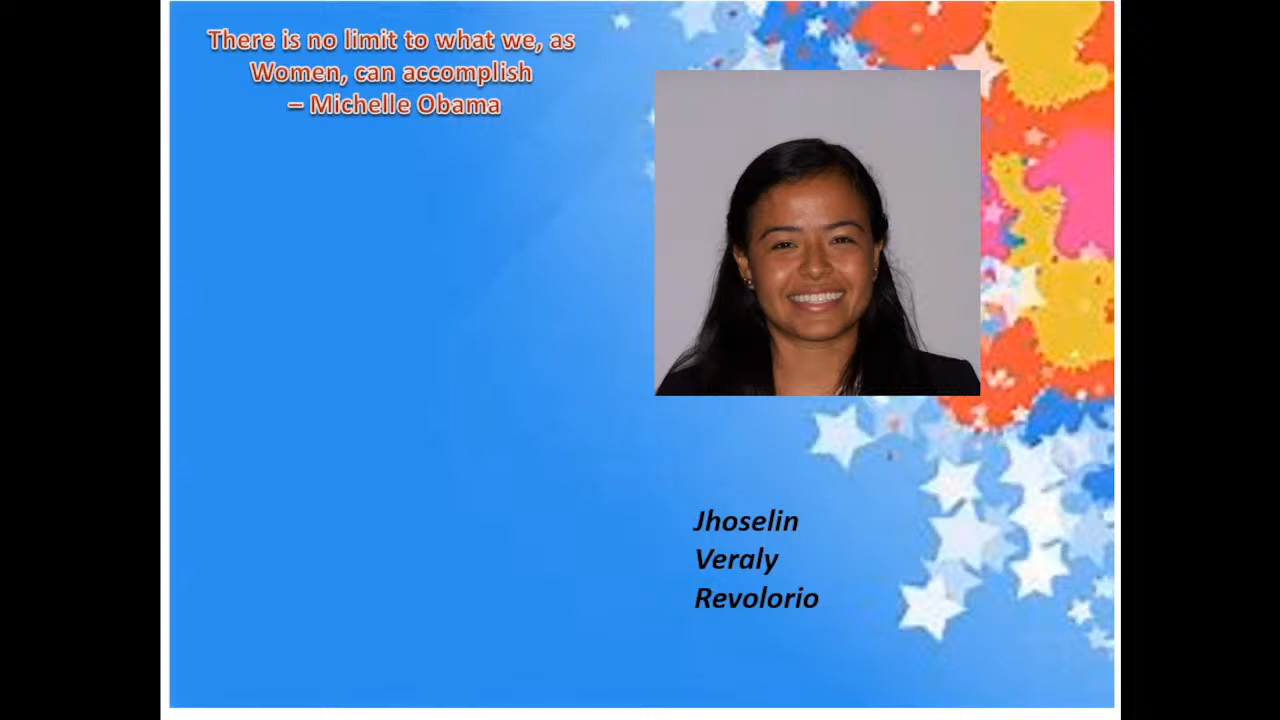 There is no limit to what we, as
Women, can accomplish
– Michelle Obama
Jhoselin
Veraly
Revolorio